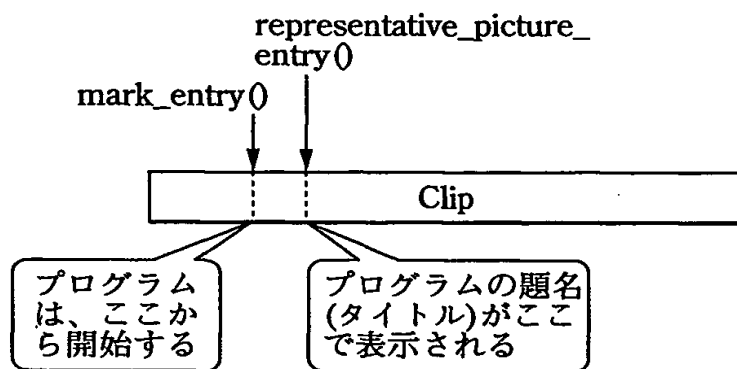 representative_picture_
entry()
mark_entry()
Clip
プログラム
は、ここか
ら開始する
プログラムの題名
(タイトル)がここ
で表示される